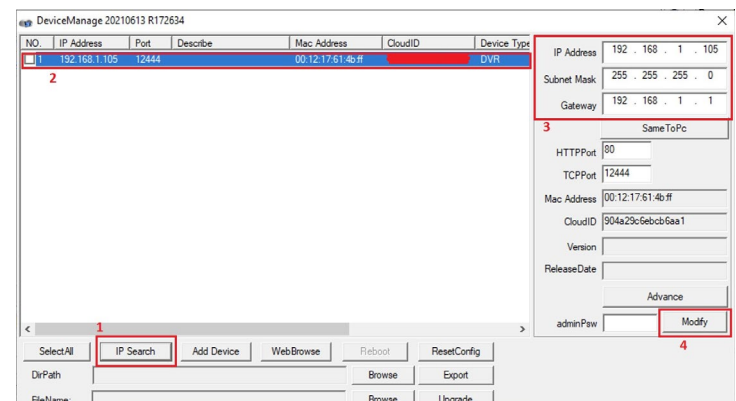 DeviceManage 20210613 R172634
NO. IP Address Port Describe Mac Address CloudID Device Type
1 192.168.1.105 12444 00:12:17:61:4b:ff DVR
2
IP Address 192 . 168 . 1 . 105
Subnet Mask 255 . 255 . 255 . 0
Gateway 192 . 168 . 1 . 1
3
SameToPc
HTTPPort 80
TCPPort 12444
Mac Address 00:12:17:61:4b:ff
CloudID 904a29c6ebcb6aa1
Version
ReleaseDate
Advance
adminPsw Modify
4
1
SelectAll IP Search Add Device WebBrowse Reboot ResetConfig
DirPath Browse Export
FileName: Browse Upgrade